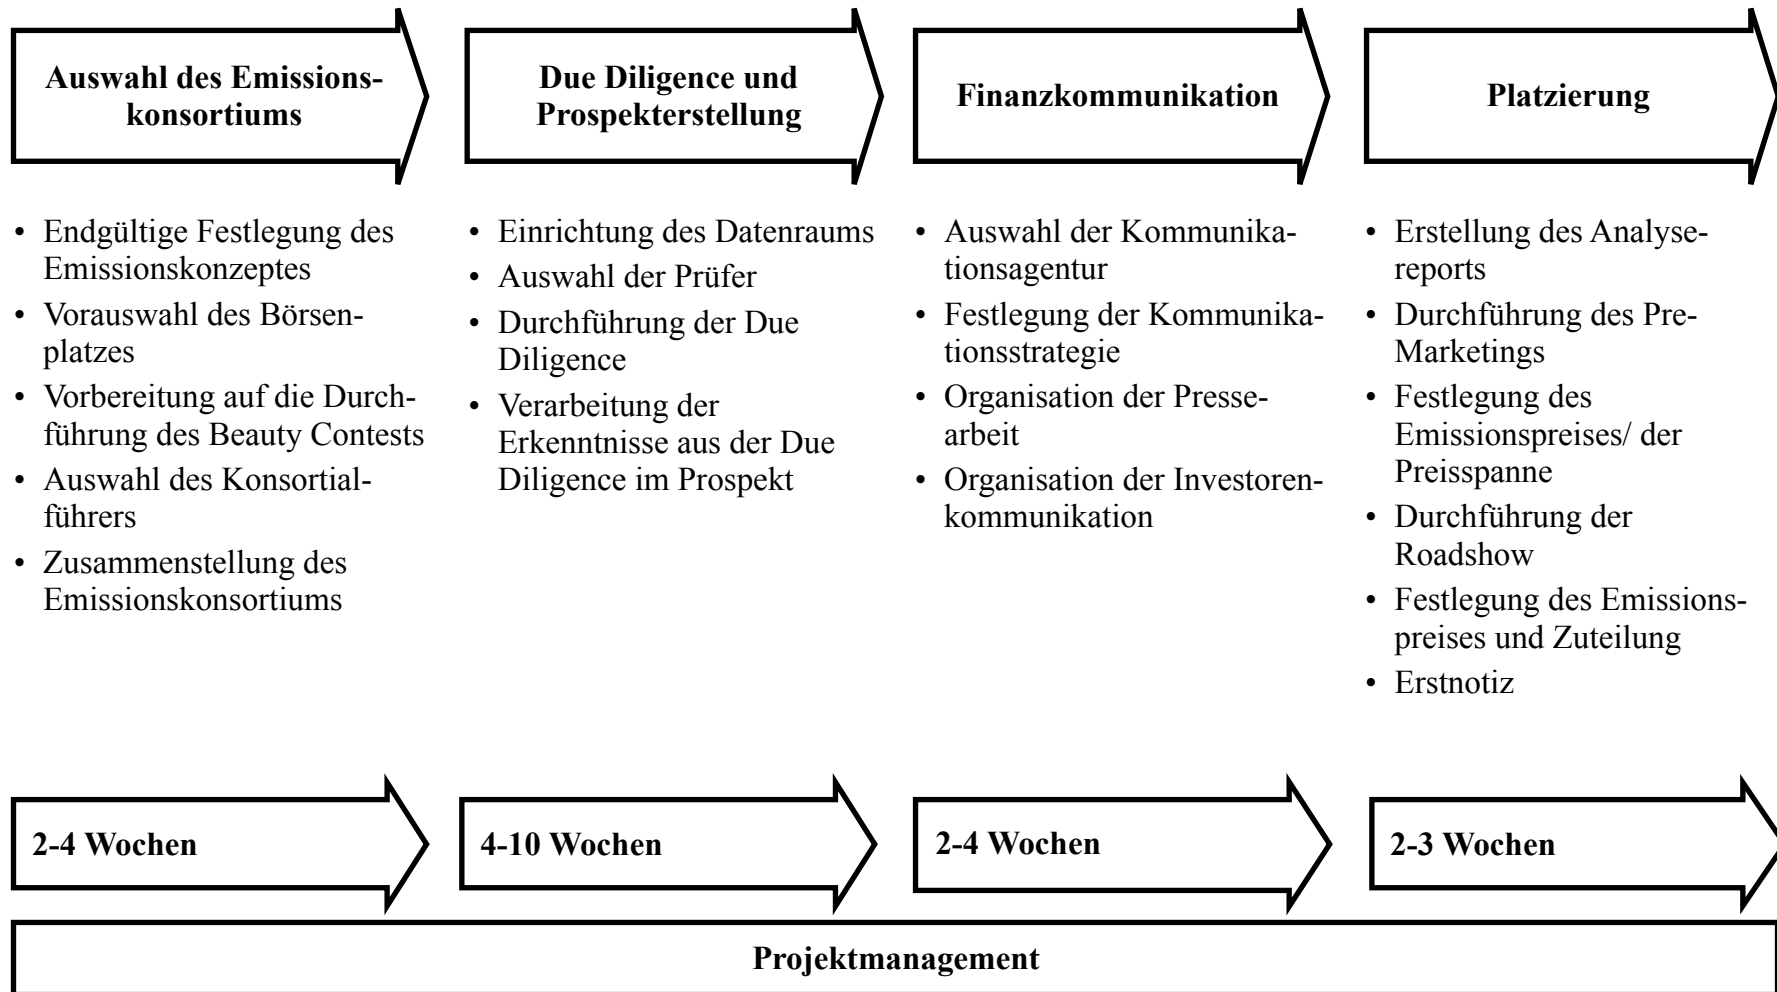 Auswahl des Emissions-
konsortiums
Due Diligence und
Prospekterstellung
Finanzkommunikation
Platzierung
• Endgültige Festlegung des
Emissionskonzeptes
• Vorauswahl des Börsen-
platzes
• Vorbereitung auf die Durch-
führung des Beauty Contests
• Auswahl des Konsortial-
führers
• Zusammenstellung des
Emissionskonsortiums
• Einrichtung des Datenraums
• Auswahl der Prüfer
• Durchführung der Due
Diligence
• Verarbeitung der
Erkenntnisse aus der Due
Diligence im Prospekt
• Auswahl der Kommunika-
tionsagentur
• Festlegung der Kommunika-
tionsstrategie
• Organisation der Presse-
arbeit
• Organisation der Investoren-
kommunikation
• Erstellung des Analyse-
reports
• Durchführung des Pre-
Marketings
• Festlegung des
Emissionspreises/ der
Preisspanne
• Durchführung der
Roadshow
• Festlegung des Emissions-
preises und Zuteilung
• Erstnotiz
2-4 Wochen
4-10 Wochen
2-4 Wochen
2-3 Wochen
Projektmanagement